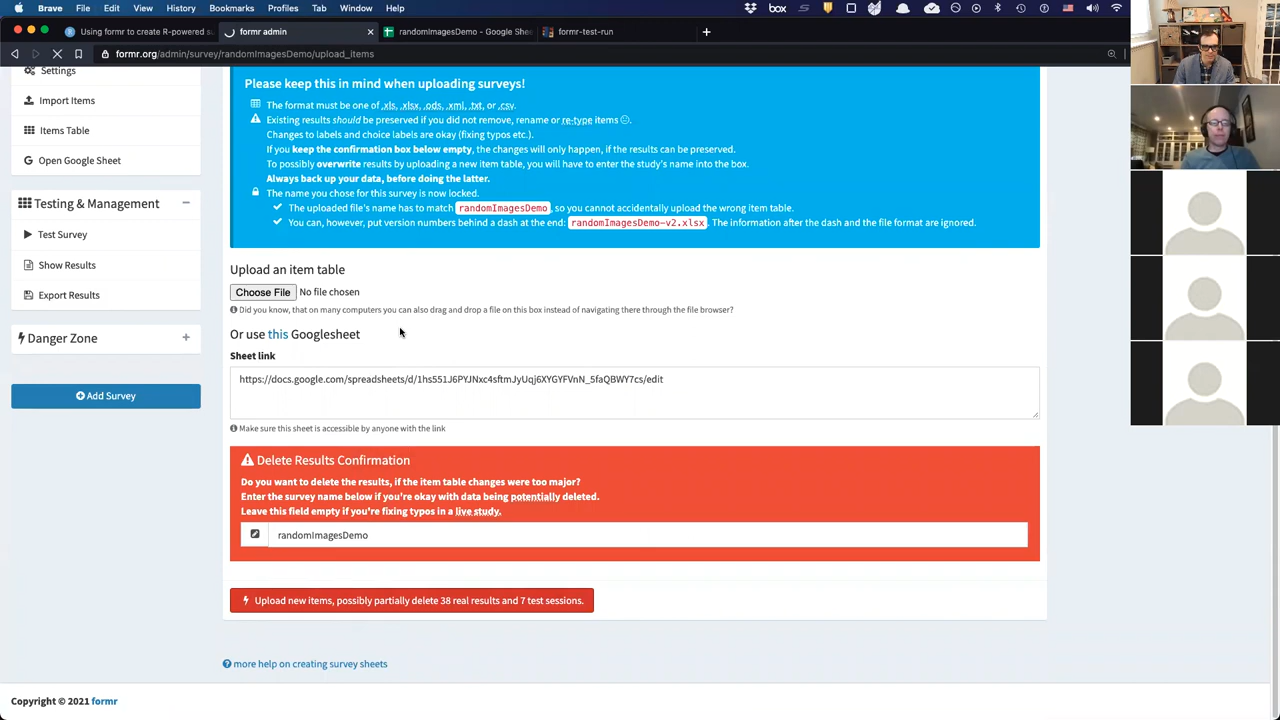 Brave File Edit View History Bookmarks Profiles Tab Window Help
box
Using formr to create R-powered s
formr admin
randomImagesDemo - Google Shee
formr-test-run
formr.org/admin/survey/randomImagesDemo/upload_items
Settings
Import Items
Items Table
Open Google Sheet
Testing & Management
Test Survey
Show Results
Export Results
Danger Zone
Add Survey
Please keep this in mind when uploading surveys!
The format must be one of .xls, .xlsx, .ods, .xml, .txt, or .csv.
Existing results should be preserved if you did not remove, rename or re-type items ☹.
Changes to labels and choice labels are okay (fixing typos etc.).
If you keep the confirmation box below empty, the changes will only happen, if the results can be preserved.
To possibly overwrite results by uploading a new item table, you will have to enter the study's name into the box.
Always back up your data, before doing the latter.
The name you chose for this survey is now locked.
The uploaded file's name has to match randomImagesDemo, so you cannot accidentally upload the wrong item table.
You can, however, put version numbers behind a dash at the end: randomImagesDemo-v2.xlsx. The information after the dash and the file format are ignored.
Upload an item table
Choose File No file chosen
Did you know, that on many computers you can also drag and drop a file on this box instead of navigating there through the file browser?
Or use this Googlesheet
Sheet link
https://docs.google.com/spreadsheets/d/1hs551J6PYJNxc4sftmJyUqj6XYGYFVnN_5faQBWY7cs/edit
Make sure this sheet is accessible by anyone with the link
Delete Results Confirmation
Do you want to delete the results, if the item table changes were too major?
Enter the survey name below if you're okay with data being potentially deleted.
Leave this field empty if you're fixing typos in a live study.
randomImagesDemo
Upload new items, possibly partially delete 38 real results and 7 test sessions.
more help on creating survey sheets
Copyright © 2021 formr